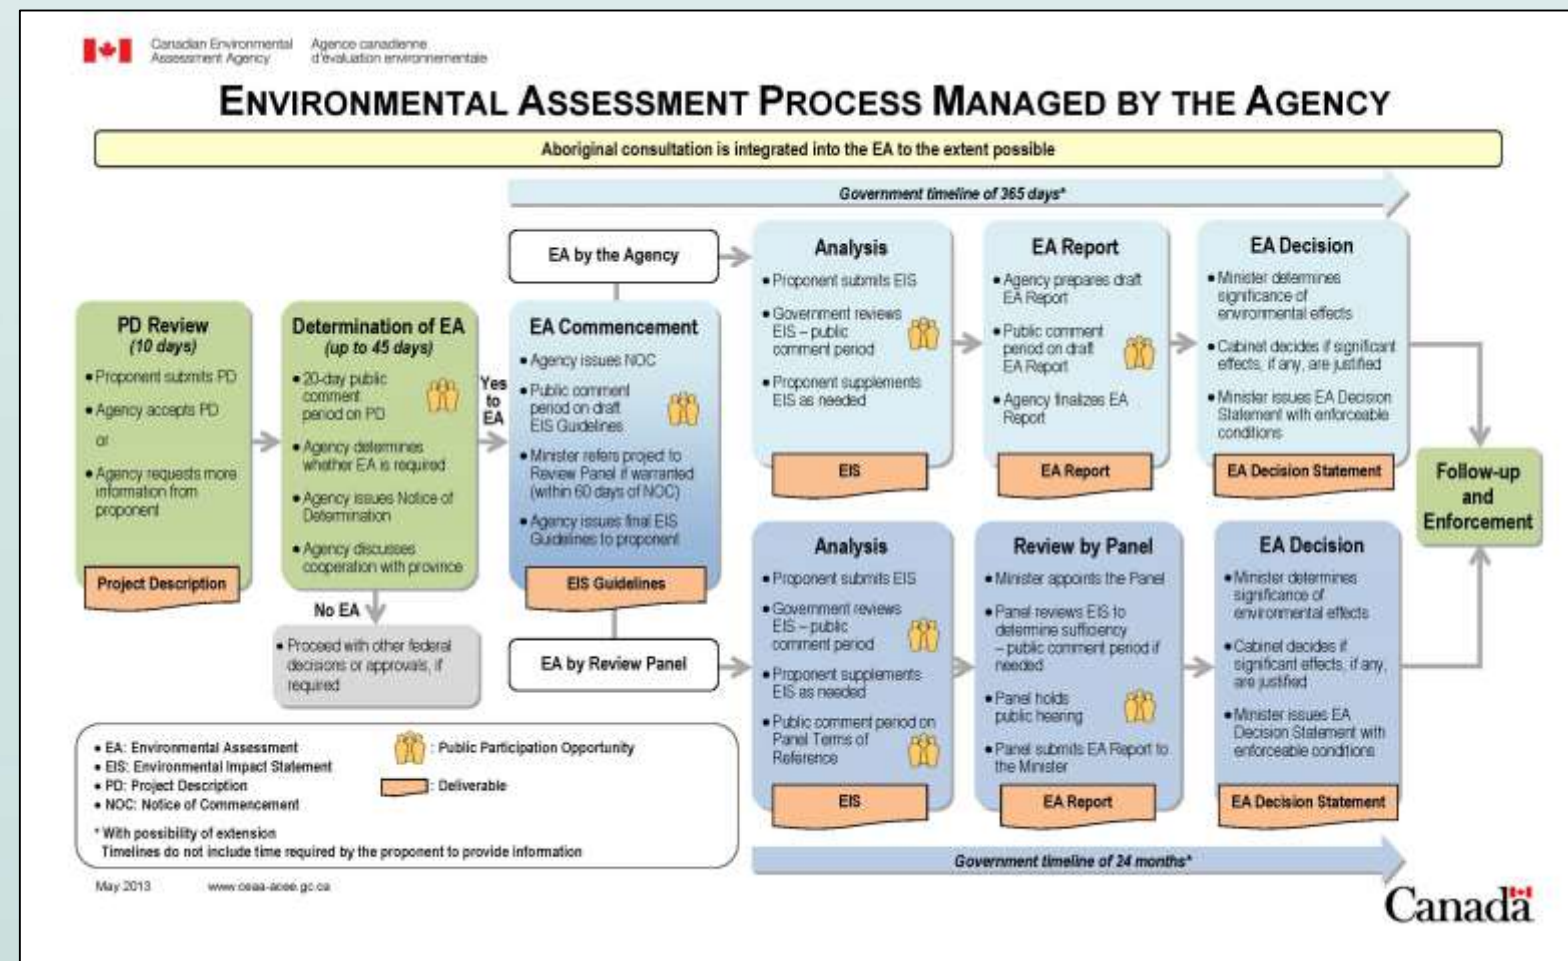 Canadian Environmental
Assessment Agency
Agence canadienne
d'évaluation environnementale
ENVIRONMENTAL ASSESSMENT PROCESS MANAGED BY THE AGENCY
Aboriginal consultation is integrated into the EA to the extent possible
Government timeline of 365 days*
PD Review
(10 days)
• Proponent submits PD
• Agency accepts PD
or
• Agency requests more
information from
proponent
Project Description
Determination of EA
(up to 45 days)
• 20-day public
comment
period on PD
• Agency determines
whether EA is required
• Agency issues Notice of
Determination
• Agency discusses
cooperation with province
No EA
• Proceed with other federal
decisions or approvals, if
required
Yes
to
EA
EA by the Agency
EA Commencement
• Agency issues NOC
• Public comment
period on draft
EIS Guidelines
• Minister refers project to
Review Panel if warranted
(within 60 days of NOC)
• Agency issues final EIS
Guidelines to proponent
EIS Guidelines
EA by Review Panel
Analysis
• Proponent submits EIS
• Government reviews
EIS – public
comment period
• Proponent supplements
EIS as needed
EIS
EA Report
• Agency prepares draft
EA Report
• Public comment
period on draft
EA Report
• Agency finalizes EA
Report
EA Report
EA Decision
• Minister determines
significance of
environmental effects
• Cabinet decides if significant
effects, if any, are justified
• Minister issues EA Decision
Statement with enforceable
conditions
EA Decision Statement
Analysis
• Proponent submits EIS
• Government reviews
EIS – public
comment period
• Proponent supplements
EIS as needed
• Public comment period on
Panel Terms of
Reference
EIS
Review by Panel
• Minister appoints the Panel
• Panel reviews EIS to
determine sufficiency
– public comment period if
needed
• Panel holds
public hearing
• Panel submits EA Report to
the Minister
EA Report
EA Decision
• Minister determines
significance of
environmental effects
• Cabinet decides if
significant effects, if any,
are justified
• Minister issues EA
Decision Statement with
enforceable conditions
EA Decision Statement
Follow-up
and
Enforcement
Government timeline of 24 months*
• EA: Environmental Assessment
• EIS: Environmental Impact Statement
• PD: Project Description
• NOC: Notice of Commencement
: Public Participation Opportunity
: Deliverable
* With possibility of extension
Timelines do not include time required by the proponent to provide information
May 2013
www.ceaa-acee.gc.ca
Canada